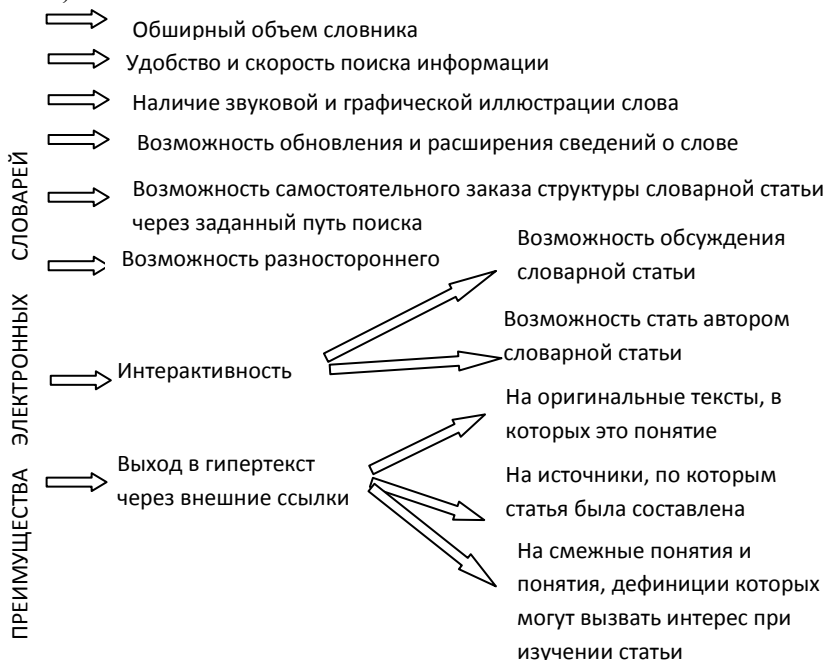 Обширный объем словника
Удобство и скорость поиска информации
Наличие звуковой и графической иллюстрации слова
Возможность обновления и расширения сведений о слове
Возможность самостоятельного заказа структуры словарной статьи
через заданный путь поиска
Возможность разностороннего
Интерактивность
Возможность обсуждения
словарной статьи
Возможность стать автором
словарной статьи
Выход в гипертекст
через внешние ссылки
На оригинальные тексты, в
которых это понятие
На источники, по которым
статья была составлена
На смежные понятия и
понятия, дефиниции которых
могут вызвать интерес при
изучении статьи
ПРЕИМУЩЕСТВА ЭЛЕКТРОННЫХ СЛОВАРЕЙ